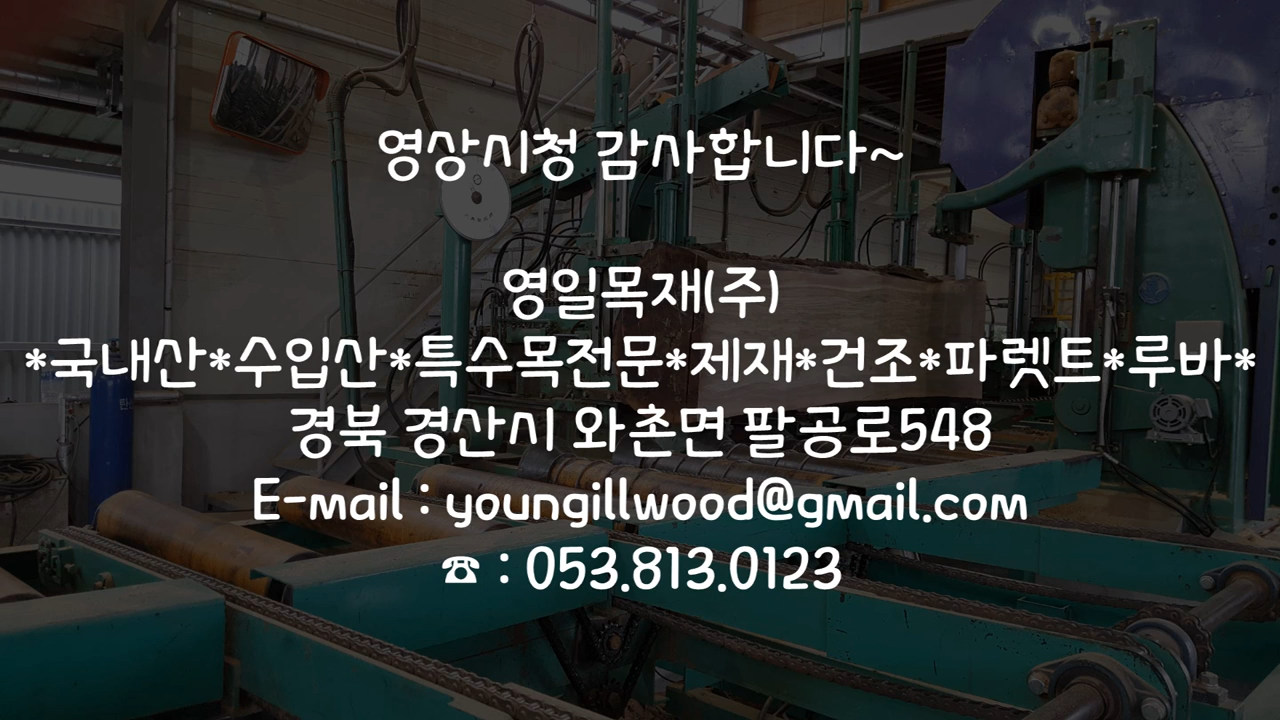 영상시청 감사합니다~
영일목재(주)
*국내산*수입산*특수목전문*제재*건조*파렛트*루바*
경북 경산시 와촌면 팔공로548
E-mail : youngillwood@gmail.com
☎ : 053.813.0123